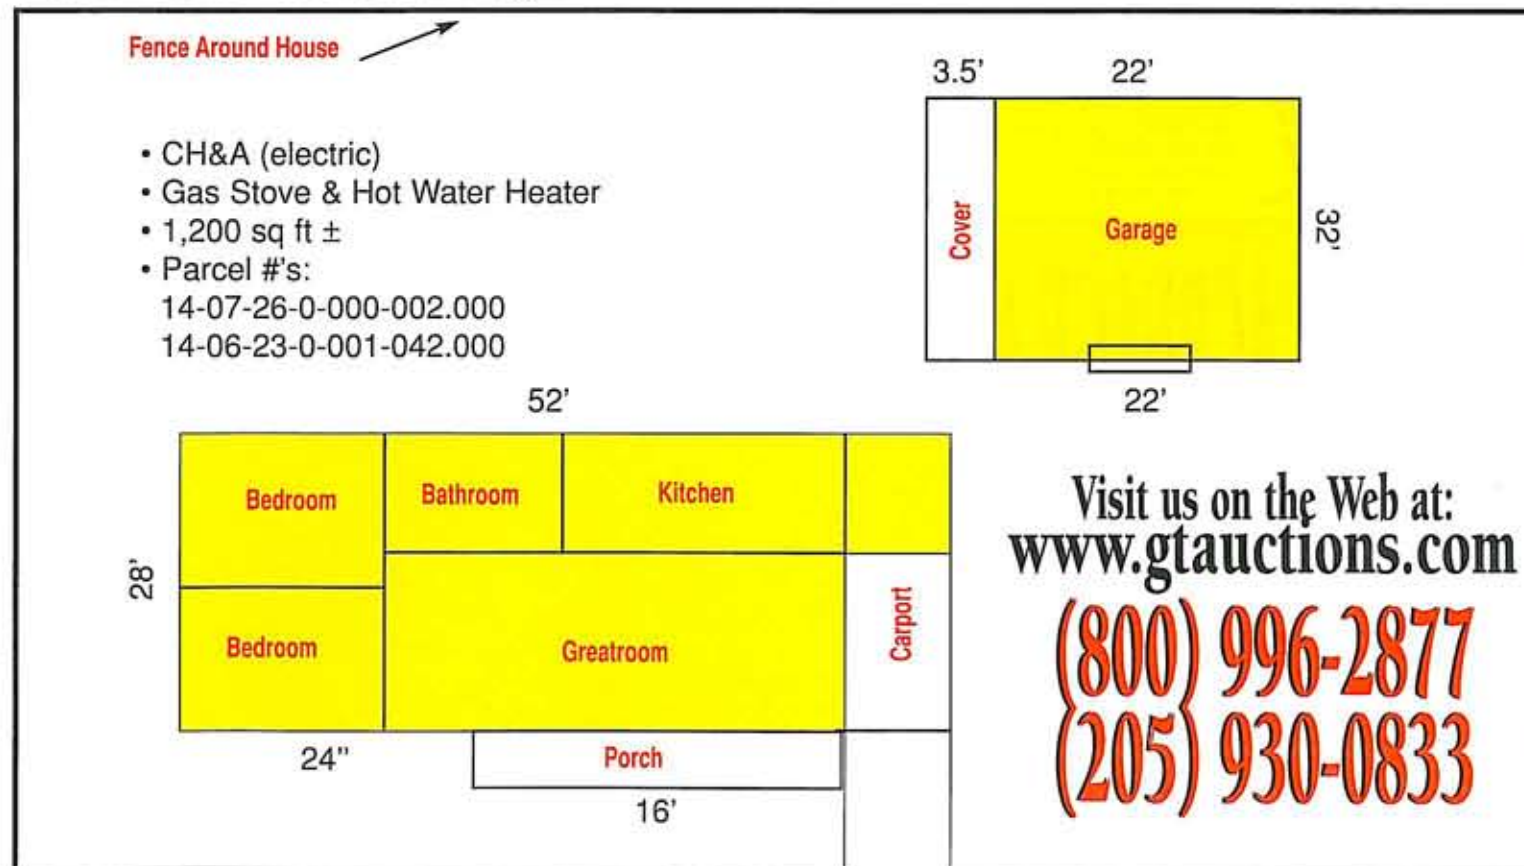 Fence Around House
3.5’ 22’
• CH&A (electric)
• Gas Stove & Hot Water Heater
• 1,200 sq ft ±
• Parcel #'s:
14-07-26-0-000-002.000
14-06-23-0-001-042.000
Cover
Garage
32’
22’
52’
Bedroom
Bathroom
Kitchen
28’
Bedroom
Greatroom
Carport
24”
Porch
16’
Visit us on the Web at:
www.gtauctions.com
(800) 996-2877
(205) 930-0833